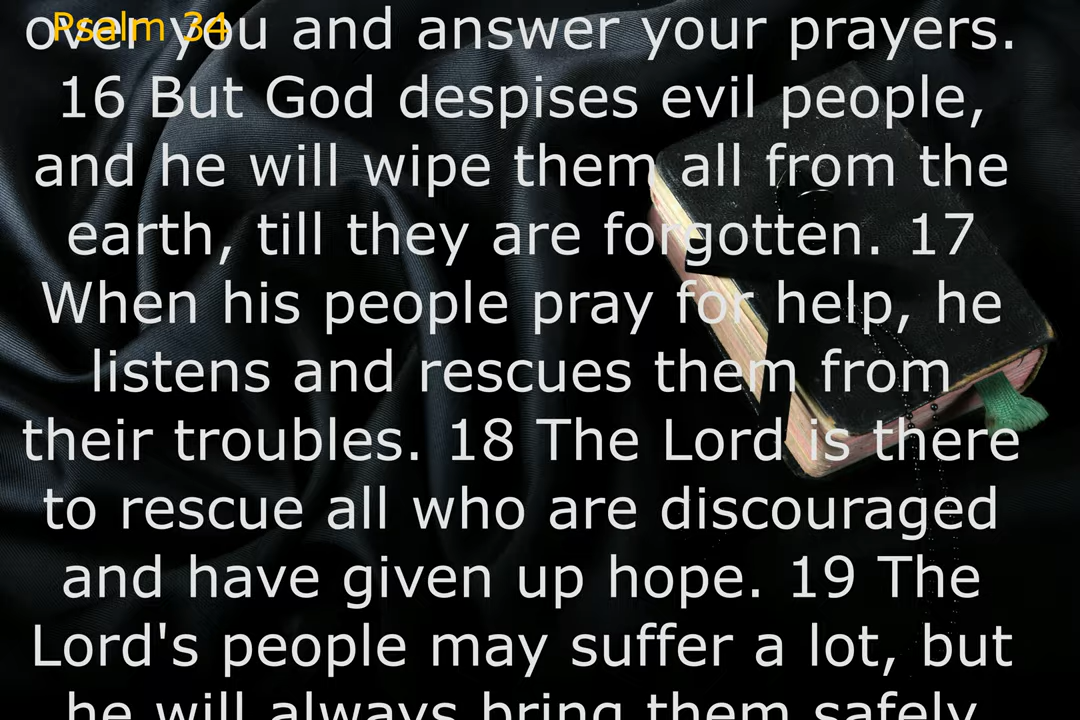 Psalm 34
over you and answer your prayers.
16 But God despises evil people,
and he will wipe them all from the
earth, till they are forgotten. 17
When his people pray for help, he
listens and rescues them from
their troubles. 18 The Lord is there
to rescue all who are discouraged
and have given up hope. 19 The
Lord's people may suffer a lot, but
he will always bring them safely